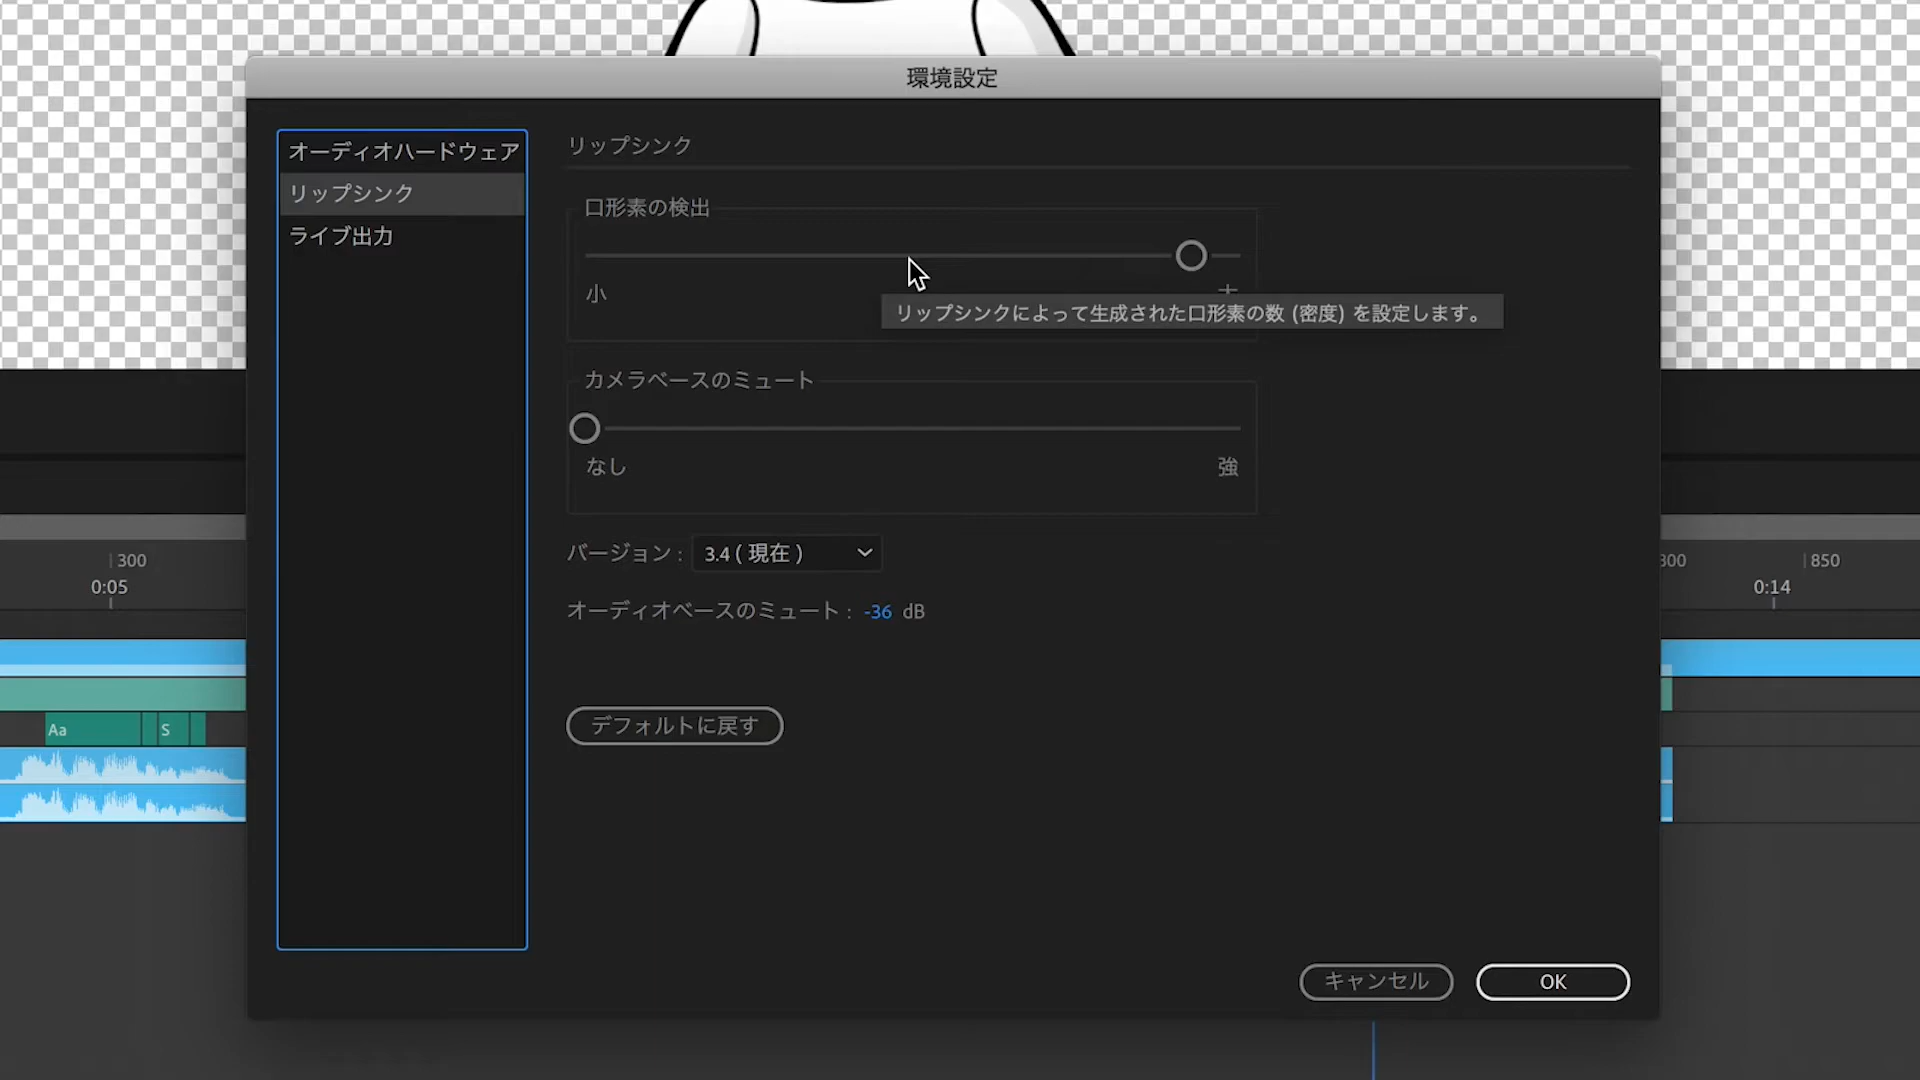 環境設定
オーディオハードウェア
リップシンク
ライブ出力
リップシンク
口形素の検出
小
リップシンクによって生成された口形素の数 (密度) を設定します。
カメラベースのミュート
なし
強
バージョン : 3.4 ( 現在 )
オーディオベースのミュート : -36 dB
デフォルトに戻す
キャンセル
OK
300
0:05
Aa
S
850
0:14